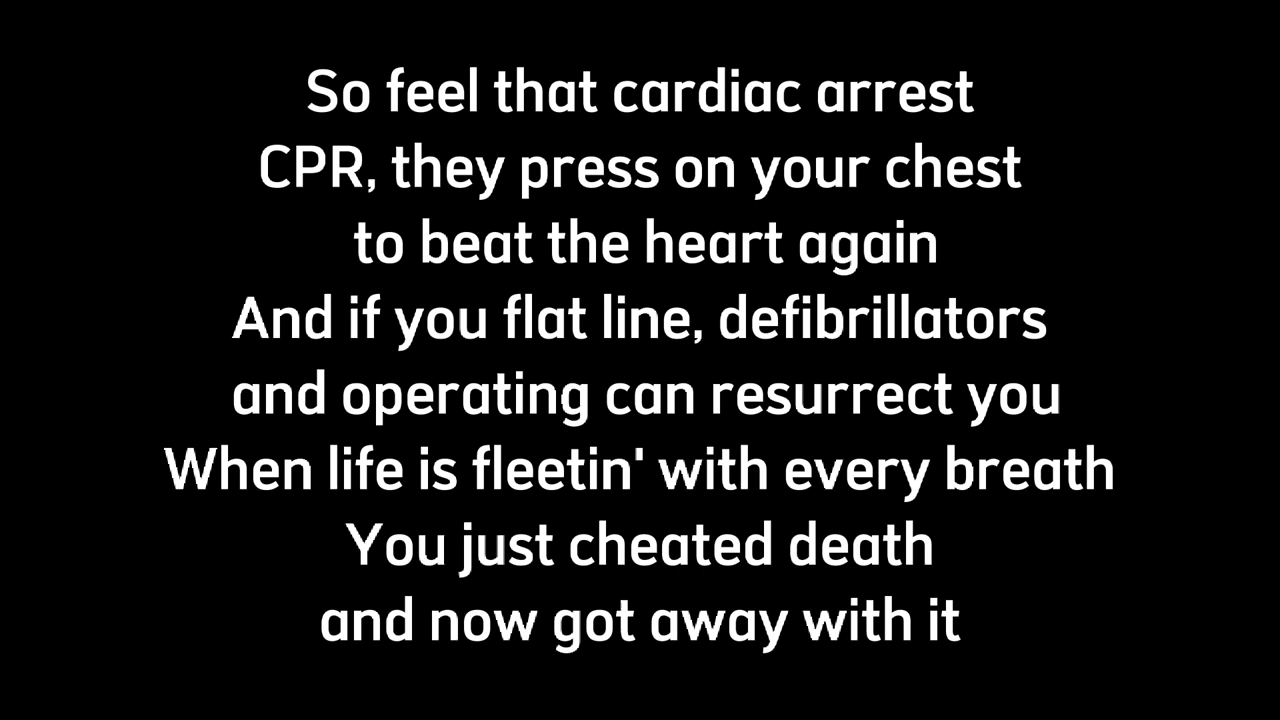 So feel that cardiac arrest
CPR, they press on your chest
to beat the heart again
And if you flat line, defibrillators
and operating can resurrect you
When life is fleetin' with every breath
You just cheated death
and now got away with it